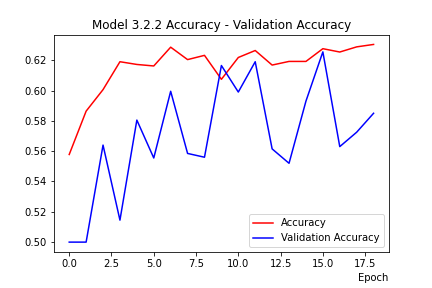 Model 3.2.2 Accuracy - Validation Accuracy
0.62
0.60
0.58
0.56
0.54
0.52
0.50
Accuracy
Validation Accuracy
0.0 2.5 5.0 7.5 10.0 12.5 15.0 17.5
Epoch